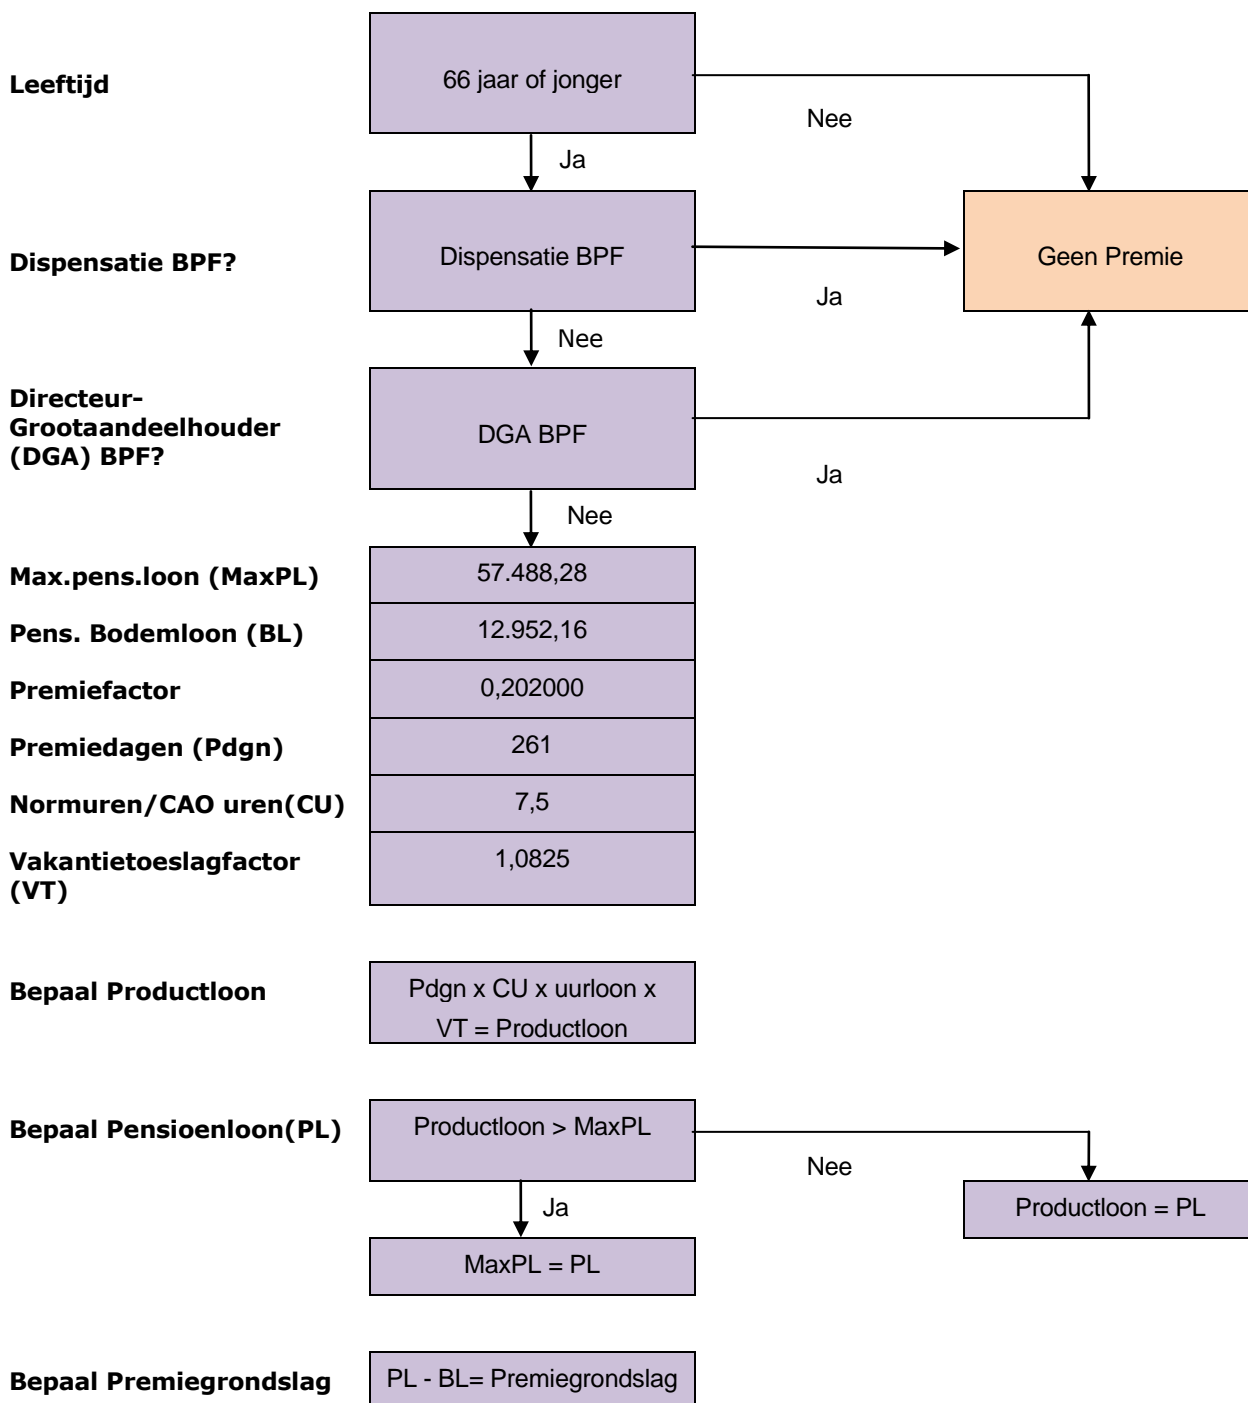 Leeftijd
66 jaar of jonger
Nee
Ja
Dispensatie BPF?
Dispensatie BPF
Geen Premie
Ja
Nee
Directeur-
Grootaandeelhouder
(DGA) BPF?
DGA BPF
Ja
Nee
Max.pens.loon (MaxPL)
57.488,28
Pens. Bodemloon (BL)
12.952,16
Premiefactor
0,202000
Premiedagen (Pdgn)
261
Normuren/CAO uren(CU)
7,5
Vakantietoeslagfactor
(VT)
1,0825
Bepaal Productloon
Pdgn x CU x uurloon x
VT = Productloon
Bepaal Pensioenloon(PL)
Productloon > MaxPL
Nee
Ja
Productloon = PL
MaxPL = PL
Bepaal Premiegrondslag
PL - BL= Premiegrondslag